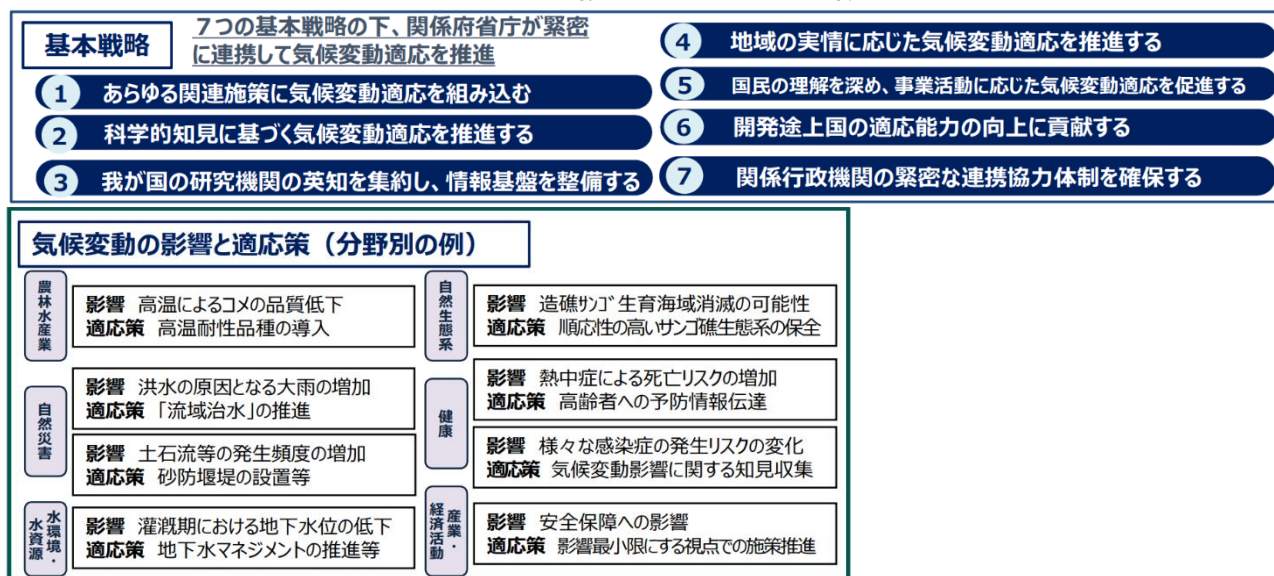 基本戦略
７つの基本戦略の下、関係府省庁が緊密
に連携して気候変動適応を推進
1 あらゆる関連施策に気候変動適応を組み込む
2 科学的知見に基づく気候変動適応を推進する
3 我が国の研究機関の英知を集約し、情報基盤を整備する
4 地域の実情に応じた気候変動適応を推進する
5 国民の理解を深め、事業活動に応じた気候変動適応を促進する
6 開発途上国の適応能力の向上に貢献する
7 関係行政機関の緊密な連携協力体制を確保する
気候変動の影響と適応策（分野別の例）
農林水産業
影響 高温によるコメの品質低下
適応策 高温耐性品種の導入
自然災害
影響 洪水の原因となる大雨の増加
適応策 「流域治水」の推進
影響 土石流等の発生頻度の増加
適応策 砂防堰堤の設置等
水環境・
水資源
影響 灌漑期における地下水位の低下
適応策 地下水マネジメントの推進等
自然生態系
影響 造礁ｻﾝｺﾞ生育海域消滅の可能性
適応策 順応性の高いサンゴ礁生態系の保全
健康
影響 熱中症による死亡リスクの増加
適応策 高齢者への予防情報伝達
影響 様々な感染症の発生リスクの変化
適応策 気候変動影響に関する知見収集
産業・
経済活動
影響 安全保障への影響
適応策 影響最小限にする視点での施策推進